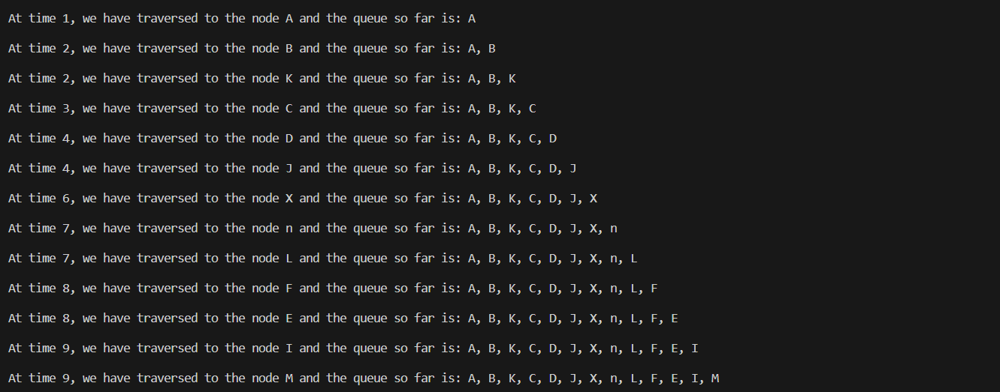 At time 1, we have traversed to the node A and the queue so far is: A
At time 2, we have traversed to the node B and the queue so far is: A, B
At time 2, we have traversed to the node K and the queue so far is: A, B, K
At time 3, we have traversed to the node C and the queue so far is: A, B, K, C
At time 4, we have traversed to the node D and the queue so far is: A, B, K, C, D
At time 4, we have traversed to the node J and the queue so far is: A, B, K, C, D, J
At time 6, we have traversed to the node X and the queue so far is: A, B, K, C, D, J, X
At time 7, we have traversed to the node n and the queue so far is: A, B, K, C, D, J, X, n
At time 7, we have traversed to the node L and the queue so far is: A, B, K, C, D, J, X, n, L
At time 8, we have traversed to the node F and the queue so far is: A, B, K, C, D, J, X, n, L, F
At time 8, we have traversed to the node E and the queue so far is: A, B, K, C, D, J, X, n, L, F, E
At time 9, we have traversed to the node I and the queue so far is: A, B, K, C, D, J, X, n, L, F, E, I
At time 9, we have traversed to the node M and the queue so far is: A, B, K, C, D, J, X, n, L, F, E, I, M